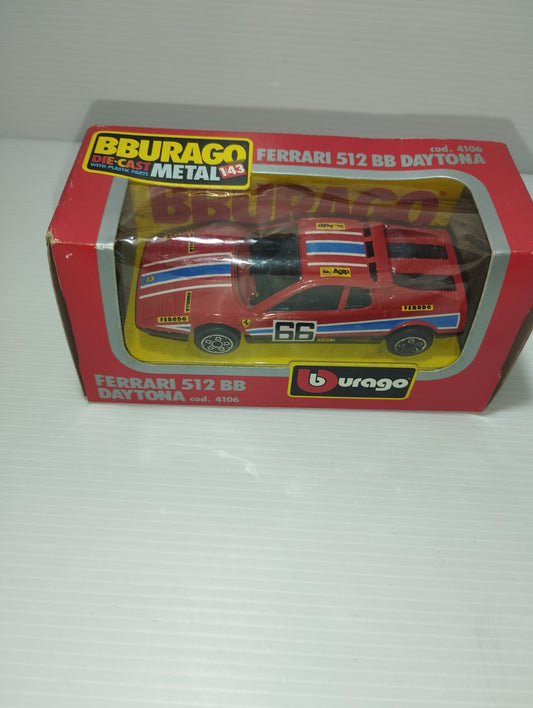 BBURAGO
DIE-CAST
WITH PLASTIC PARTS
METAL 1/43
cod. 4106
FERRARI 512 BB DAYTONA
BBURAGO
Agip
Agip
FERODO
FERODO
66
FERRARI 512 BB
DAYTONA cod. 4106
burago